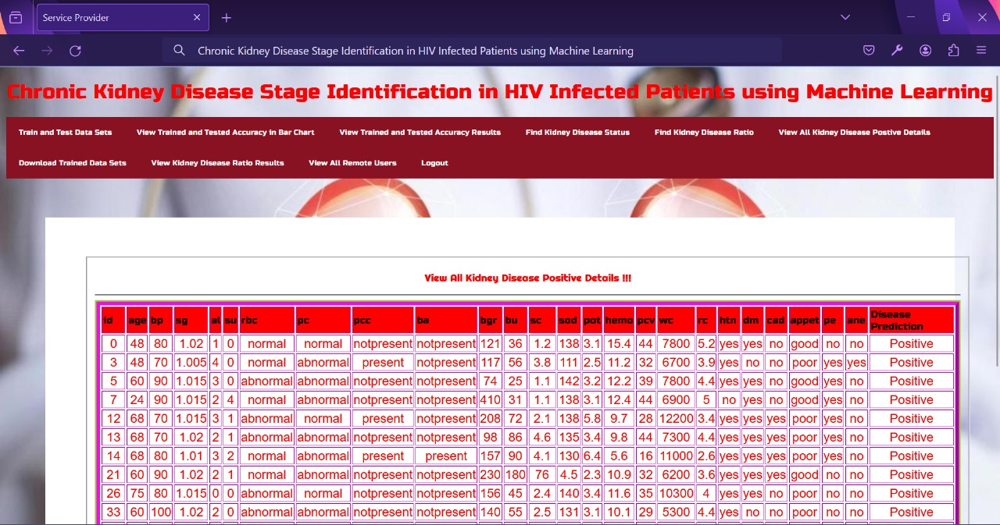 Service Provider
Chronic Kidney Disease Stage Identification in HIV Infected Patients using Machine Learning
Chronic Kidney Disease Stage Identification in HIV Infected Patients using Machine Learning
Train and Test Data Sets View Trained and Tested Accuracy in Bar Chart View Trained and Tested Accuracy Results Find Kidney Disease Status Find Kidney Disease Ratio View All Kidney Disease Postive Details
Download Trained Data Sets View Kidney Disease Ratio Results View All Remote Users Logout
View All Kidney Disease Positive Details !!!
id age bp sg al su rbc pc pcc ba bgr bu sc sod pot hemo pcv wc rc htn dm cad appet pe ane Disease Prediction
0 48 80 1.02 1 0 normal normal notpresent notpresent 121 36 1.2 138 3.1 15.4 44 7800 5.2 yes yes no good no no Positive
3 48 70 1.005 4 0 normal abnormal present notpresent 117 56 3.8 111 2.5 11.2 32 6700 3.9 yes no no poor yes yes Positive
5 60 90 1.015 3 0 abnormal abnormal notpresent notpresent 74 25 1.1 142 3.2 12.2 39 7800 4.4 yes yes no good yes no Positive
7 24 90 1.015 2 4 abnormal abnormal notpresent notpresent 410 31 1.1 138 3.1 12.4 44 6900 5 no yes no good yes no Positive
12 68 70 1.015 3 1 abnormal normal present notpresent 208 72 2.1 138 5.8 9.7 28 12200 3.4 yes yes yes poor yes no Positive
13 68 70 1.02 2 1 abnormal abnormal notpresent notpresent 98 86 4.6 135 3.4 9.8 44 7300 4.4 yes yes yes poor yes no Positive
14 68 80 1.01 3 2 normal abnormal present present 157 90 4.1 130 6.4 5.6 16 11000 2.6 yes yes yes poor yes no Positive
21 60 90 1.02 2 1 normal abnormal notpresent notpresent 230 180 76 4.5 2.3 10.9 32 6200 3.6 yes yes yes good no no Positive
26 75 80 1.015 0 0 abnormal normal notpresent notpresent 156 45 2.4 140 3.4 11.6 35 10300 4 yes yes no poor no no Positive
33 60 100 1.02 2 0 abnormal abnormal notpresent notpresent 140 55 2.5 131 3.1 10.1 29 5300 4.4 yes no no poor no no Positive